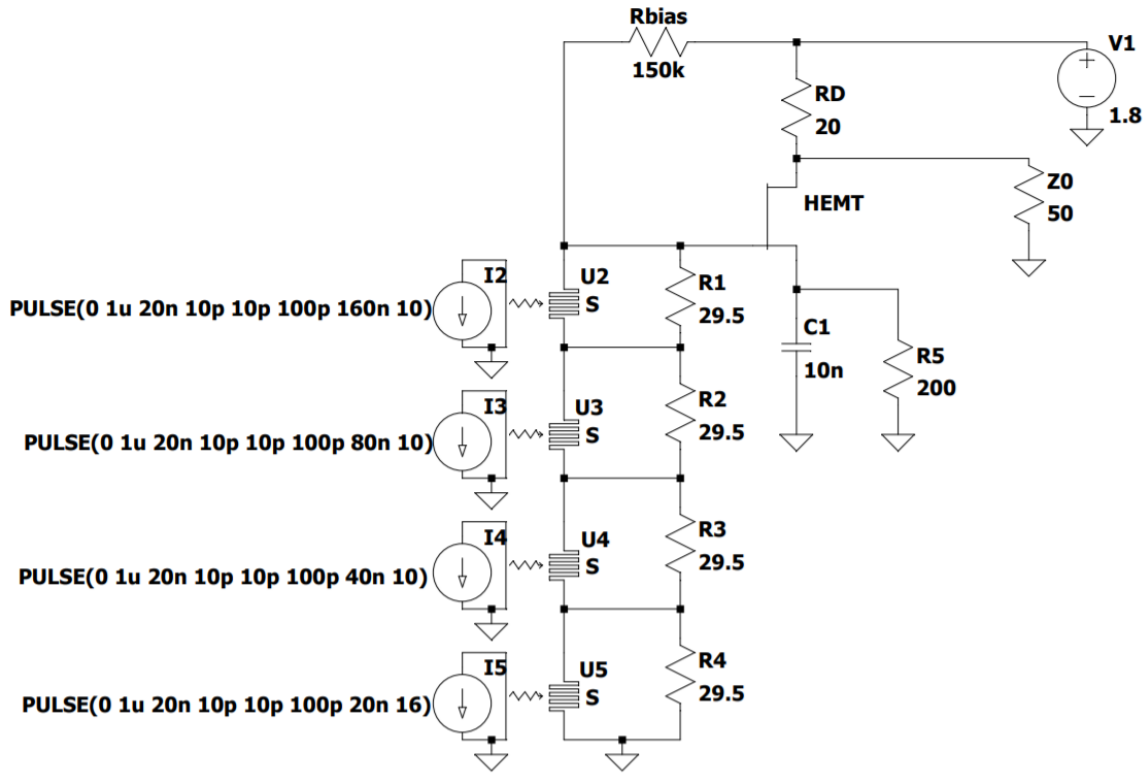 Rbias
150k
V1
1.8
RD
20
Z0
50
HEMT
I2
U2
S
R1
29.5
PULSE(0 1u 20n 10p 10p 100p 160n 10)
C1
10n
R5
200
I3
U3
S
R2
29.5
PULSE(0 1u 20n 10p 10p 100p 80n 10)
I4
U4
S
R3
29.5
PULSE(0 1u 20n 10p 10p 100p 40n 10)
I5
U5
S
R4
29.5
PULSE(0 1u 20n 10p 10p 100p 20n 16)